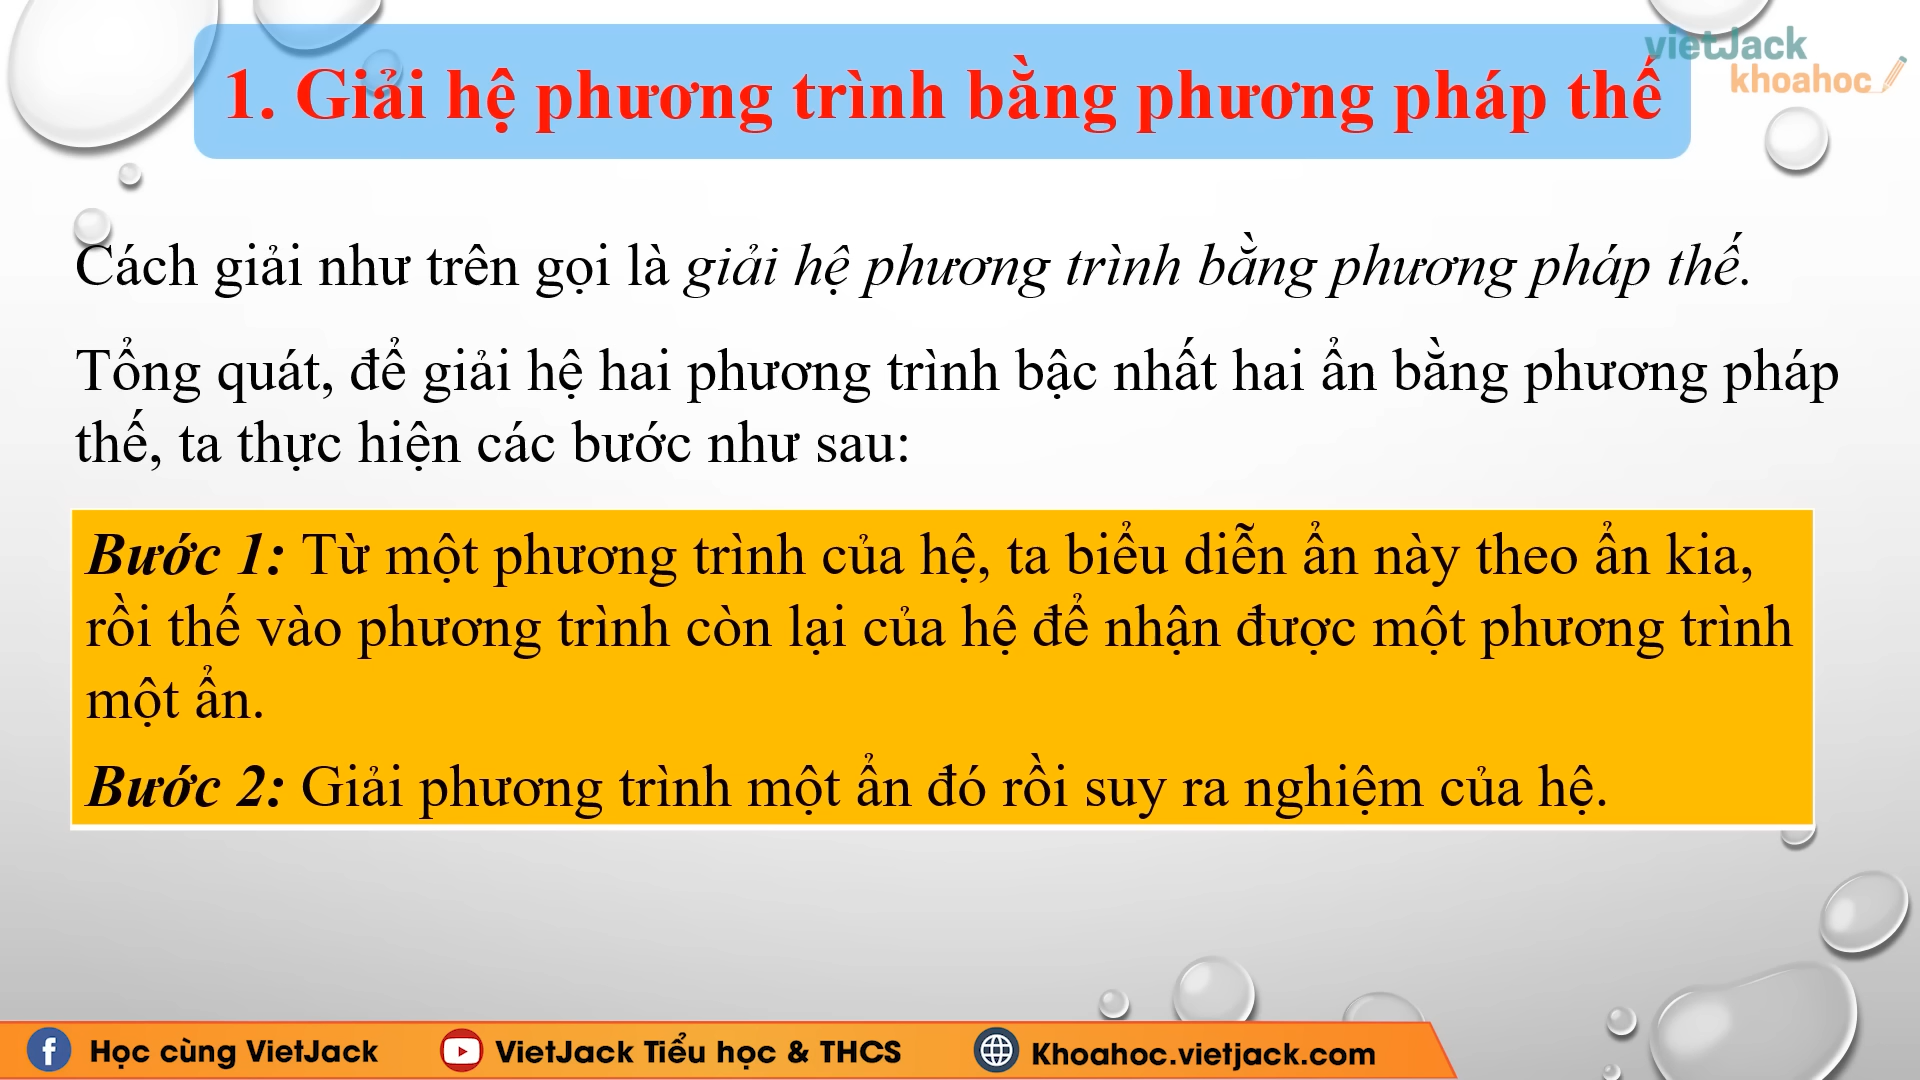 vietJack
khoahoc
1. Giải hệ phương trình bằng phương pháp thế
Cách giải như trên gọi là giải hệ phương trình bằng phương pháp thế.
Tổng quát, để giải hệ hai phương trình bậc nhất hai ẩn bằng phương pháp
thế, ta thực hiện các bước như sau:
Bước 1: Từ một phương trình của hệ, ta biểu diễn ẩn này theo ẩn kia,
rồi thế vào phương trình còn lại của hệ để nhận được một phương trình
một ẩn.
Bước 2: Giải phương trình một ẩn đó rồi suy ra nghiệm của hệ.
Học cùng VietJack
VietJack Tiểu học & THCS
Khoahoc.vietjack.com